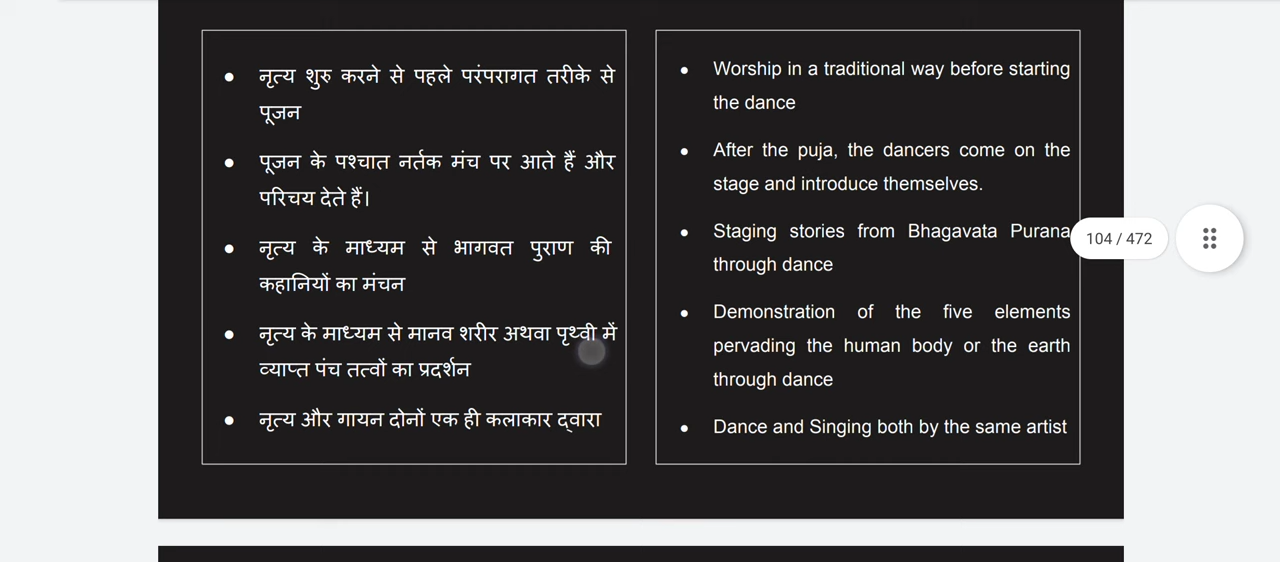 ● नृत्य शुरु करने से पहले परंपरागत तरीके से
पूजन
● पूजन के पश्चात नर्तक मंच पर आते हैं और
परिचय देते हैं।
● नृत्य के माध्यम से भागवत पुराण की
कहानियों का मंचन
● नृत्य के माध्यम से मानव शरीर अथवा पृथ्वी में
व्याप्त पंच तत्वों का प्रदर्शन
● नृत्य और गायन दोनों एक ही कलाकार द्वारा
● Worship in a traditional way before starting
the dance
● After the puja, the dancers come on the
stage and introduce themselves.
● Staging stories from Bhagavata Purana
through dance
● Demonstration of the five elements
pervading the human body or the earth
through dance
● Dance and Singing both by the same artist
104 / 472